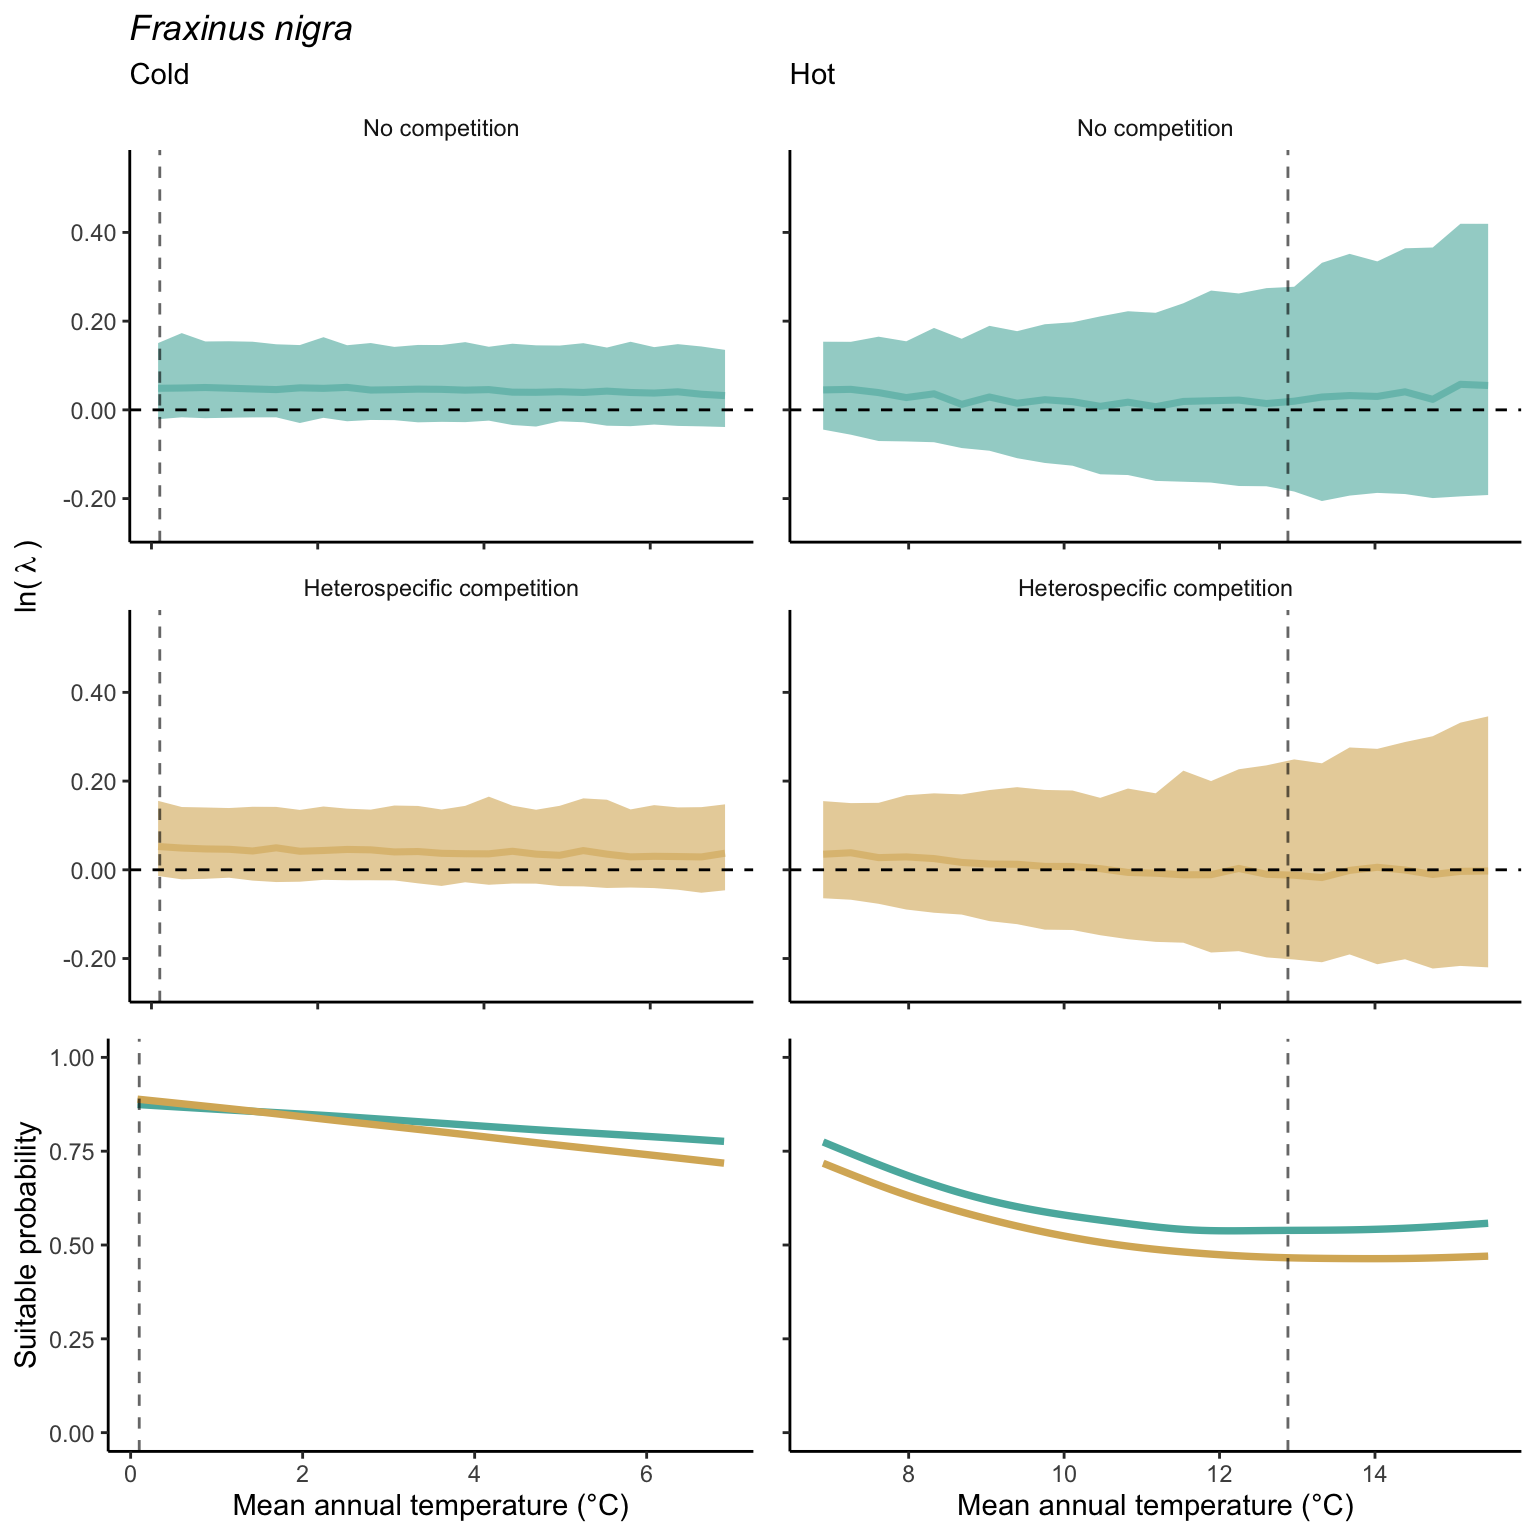 Fraxinus nigra
Cold
Hot
No competition
No competition
0.40
0.20
0.00
-0.20
ln( λ )
Heterospecific competition
Heterospecific competition
0.40
0.20
0.00
-0.20
Suitable probability
1.00
0.75
0.50
0.25
0.00
0 2 4 6
8 10 12 14
Mean annual temperature (°C)
Mean annual temperature (°C)